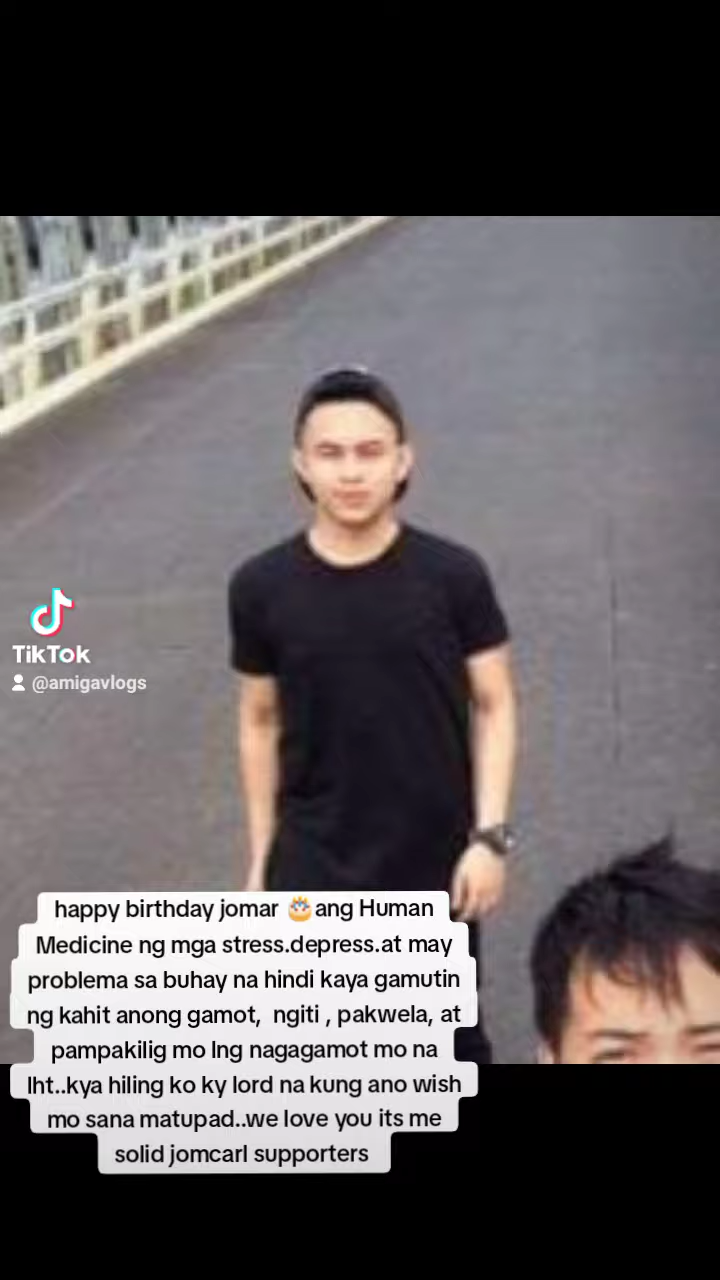 TikTok
@amigavlogs
happy birthday jomar 🎂ang Human
Medicine ng mga stress.depress.at may
problema sa buhay na hindi kaya gamutin
ng kahit anong gamot,  ngiti , pakwela, at
pampakilig mo lng nagagamot mo na
lht..kya hiling ko ky lord na kung ano wish
mo sana matupad..we love you its me
solid jomcarl supporters